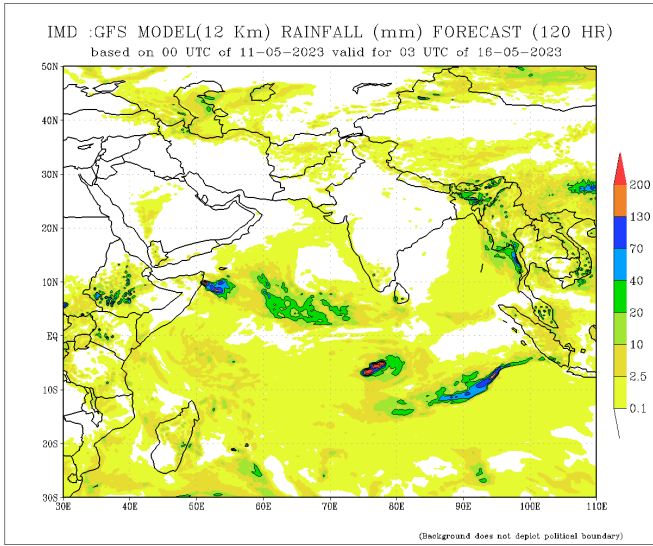 IMD :GFS MODEL(12 Km) RAINFALL (mm) FORECAST (120 HR)
based on 00 UTC of 11-05-2023 valid for 03 UTC of 16-05-2023
50N
40N
30N
20N
10N
EQ
10S
20S
30S
30E 40E 50E 60E 70E 80E 90E 100E 110E
200
130
70
40
20
10
2.5
0.1
(Background does not depict political boundary)